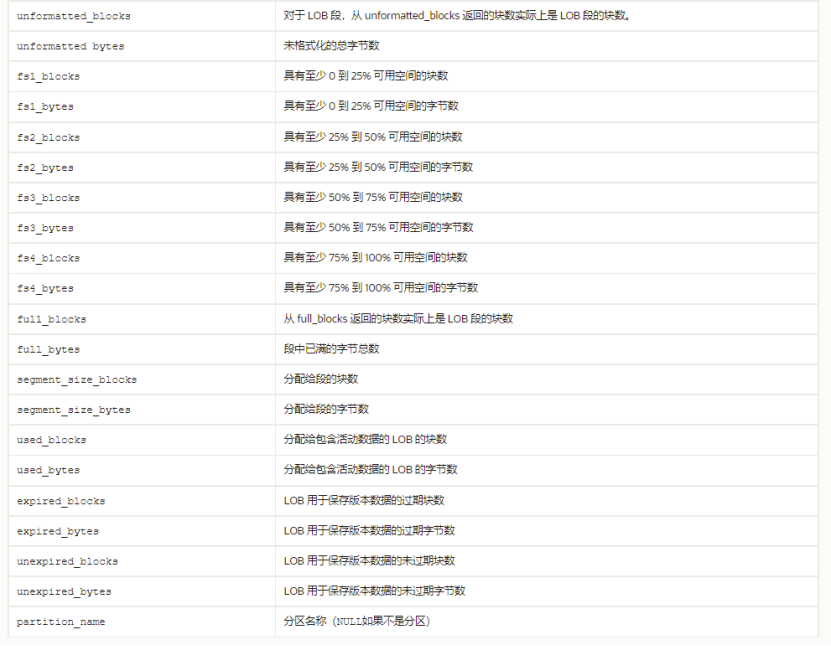 unformatted_blocks 对于 LOB 段，从 unformatted_blocks 返回的块数实际上是 LOB 段的块数。
unformatted bytes 未格式化的总字节数
fs1_blocks 具有至少 0 到 25% 可用空间的块数
fs1_bytes 具有至少 0 到 25% 可用空间的字节数
fs2_blocks 具有至少 25% 到 50% 可用空间的块数
fs2_bytes 具有至少 25% 到 50% 可用空间的字节数
fs3_blocks 具有至少 50% 到 75% 可用空间的块数
fs3_bytes 具有至少 50% 到 75% 可用空间的字节数
fs4_blocks 具有至少 75% 到 100% 可用空间的块数
fs4_bytes 具有至少 75% 到 100% 可用空间的字节数
full_blocks 从 full_blocks 返回的块数实际上是 LOB 段的块数
full_bytes 段中已满的字节总数
segment_size_blocks 分配给段的块数
segment_size_bytes 分配给段的字节数
used_blocks 分配给包含活动数据的 LOB 的块数
used_bytes 分配给包含活动数据的 LOB 的字节数
expired_blocks LOB 用于保存版本数据的过期块数
expired_bytes LOB 用于保存版本数据的过期字节数
unexpired_blocks LOB 用于保存版本数据的未过期块数
unexpired_bytes LOB 用于保存版本数据的未过期字节数
partition_name 分区名称（NULL如果不是分区）